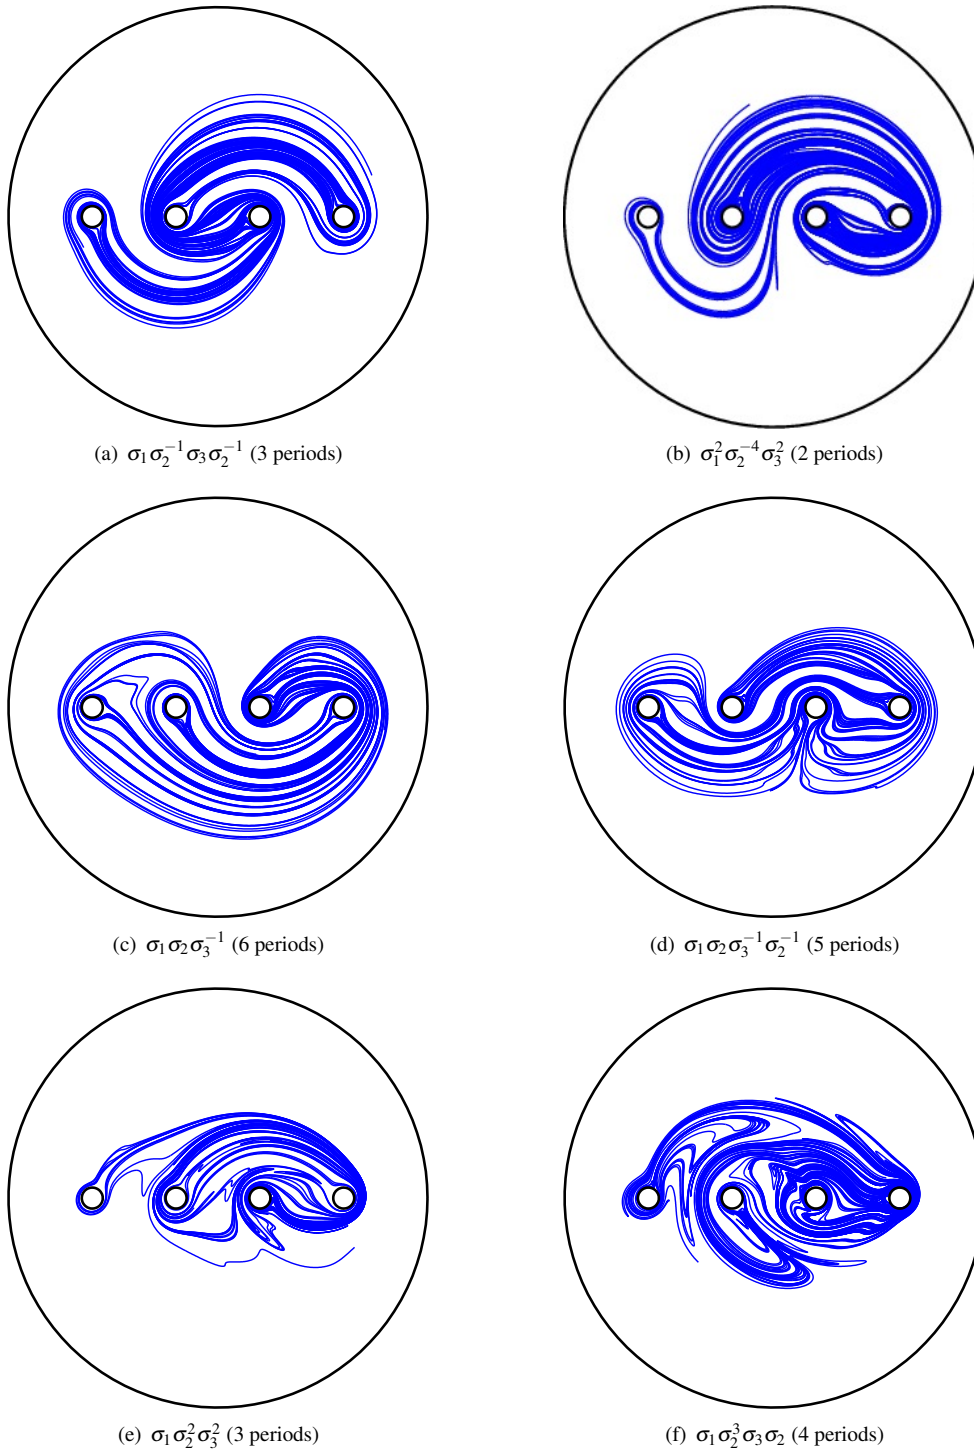 (a) σ₁σ₂⁻¹σ₃σ₂⁻¹ (3 periods)
(b) σ₁²σ₂⁻⁴σ₃² (2 periods)
(c) σ₁σ₂σ₃⁻¹ (6 periods)
(d) σ₁σ₂σ₃⁻¹σ₂⁻¹ (5 periods)
(e) σ₁σ₂²σ₃² (3 periods)
(f) σ₁σ₂³σ₃σ₂ (4 periods)